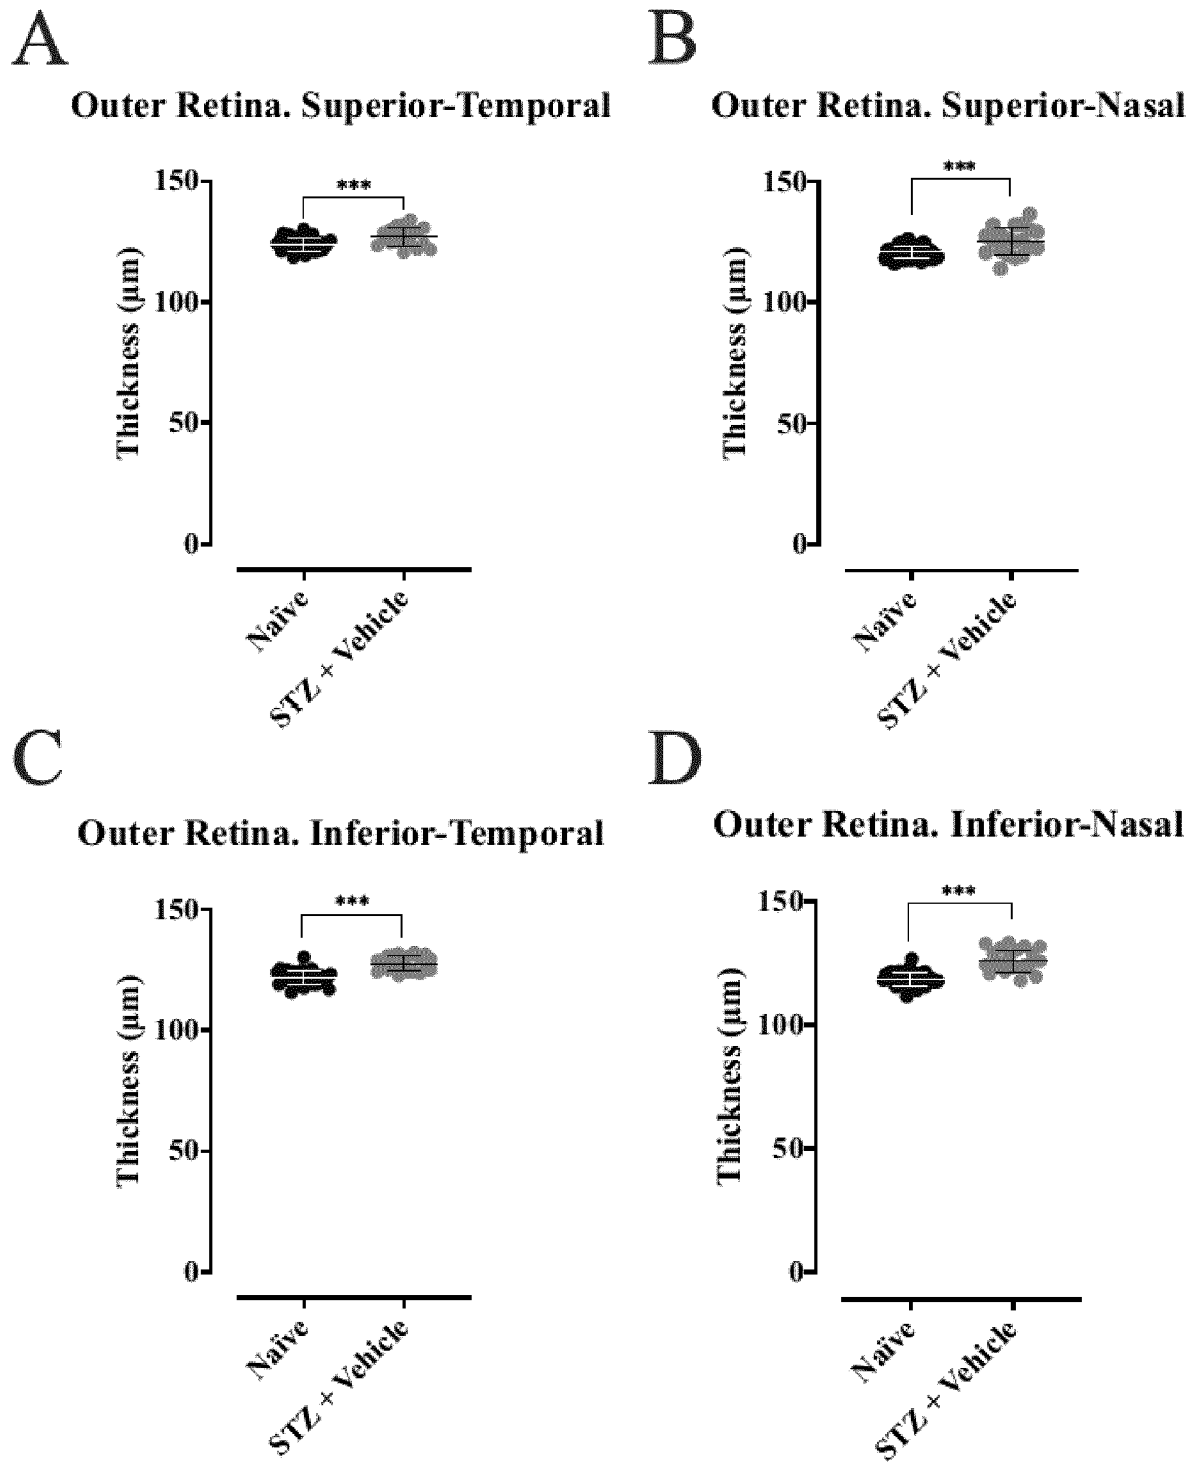 A
Outer Retina. Superior-Temporal
***
150
100
50
0
Thickness (µm)
Naïve
STZ + Vehicle
B
Outer Retina. Superior-Nasal
***
150
100
50
0
Thickness (µm)
Naïve
STZ + Vehicle
C
Outer Retina. Inferior-Temporal
***
150
100
50
0
Thickness (µm)
Naïve
STZ + Vehicle
D
Outer Retina. Inferior-Nasal
***
150
100
50
0
Thickness (µm)
Naïve
STZ + Vehicle